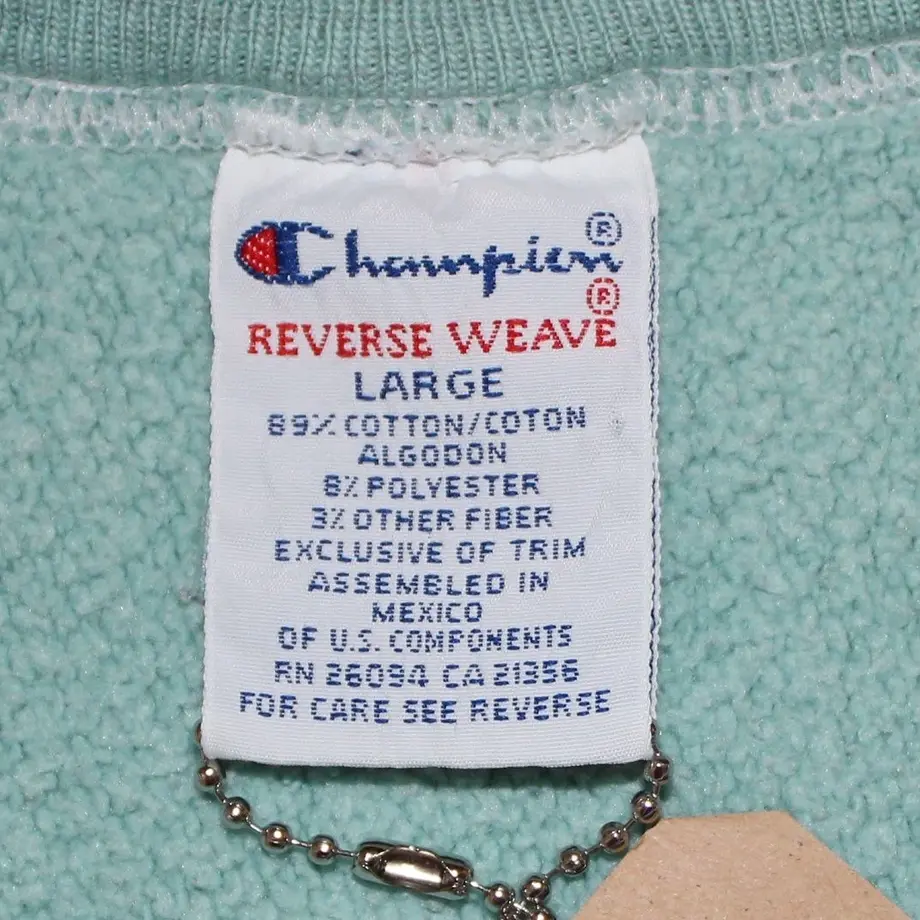 Champion®
®
REVERSE WEAVE
LARGE
89% COTTON/COTON
ALGODON
8% POLYESTER
3% OTHER FIBER
EXCLUSIVE OF TRIM
ASSEMBLED IN
MEXICO
OF U.S. COMPONENTS
RN 26094 CA 21356
FOR CARE SEE REVERSE